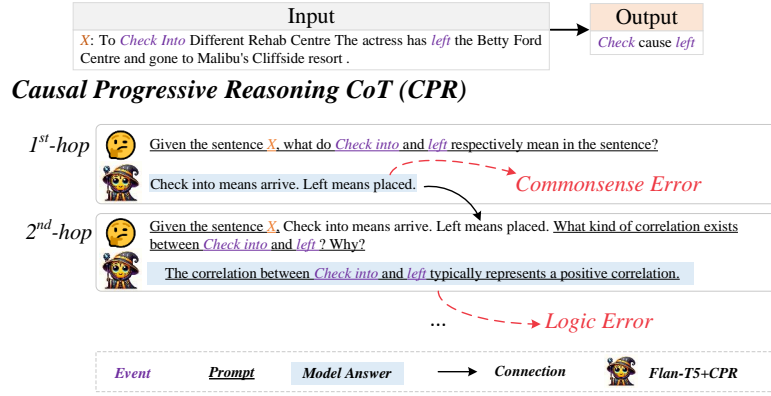 Input
Output
X: To Check Into Different Rehab Centre The actress has left the Betty Ford
Centre and gone to Malibu's Cliffside resort .
Check cause left
Causal Progressive Reasoning CoT (CPR)
1st-hop
Given the sentence X, what do Check into and left respectively mean in the sentence?
Check into means arrive. Left means placed.
Commonsense Error
2nd-hop
Given the sentence X, Check into means arrive. Left means placed. What kind of correlation exists
between Check into and left ? Why?
The correlation between Check into and left typically represents a positive correlation.
...
Logic Error
Event
Prompt
Model Answer
Connection
Flan-T5+CPR